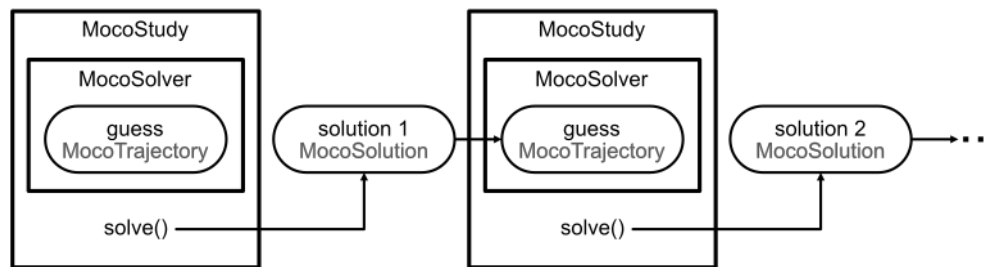 MocoStudy
MocoSolver
guess
MocoTrajectory
solve()
solution 1
MocoSolution
MocoStudy
MocoSolver
guess
MocoTrajectory
solve()
solution 2
MocoSolution